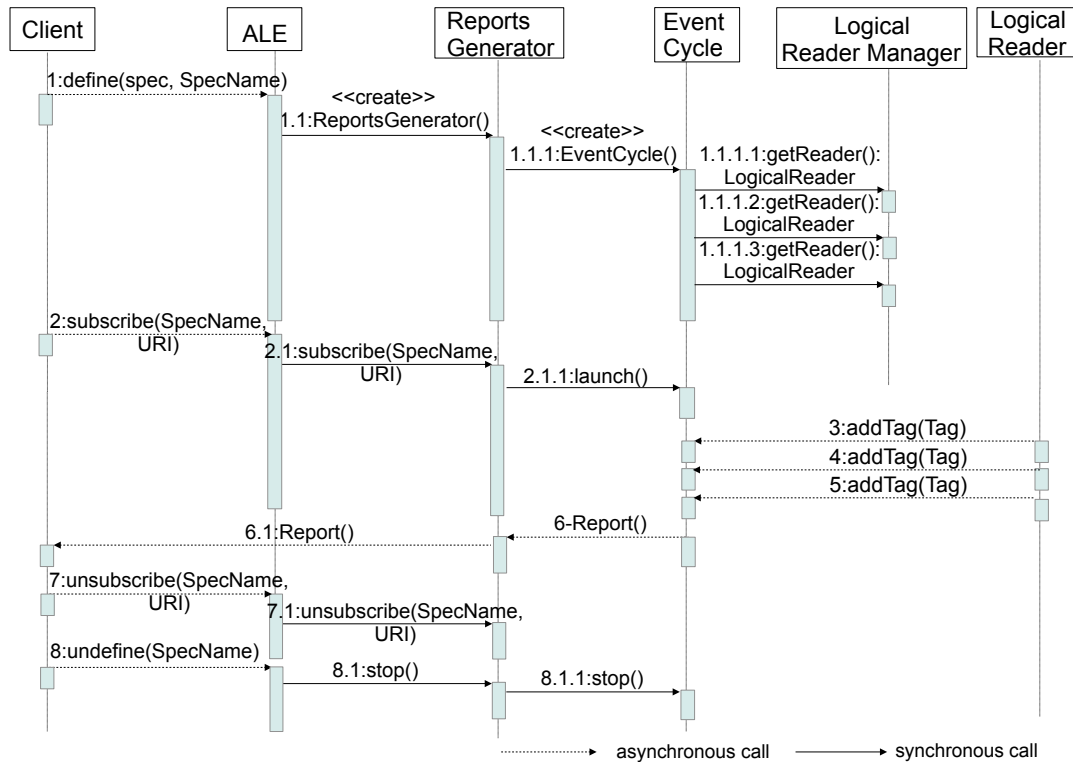 Client
ALE
Reports
Generator
Event
Cycle
Logical
Reader Manager
Logical
Reader
1:define(spec, SpecName)
<<create>>
1.1:ReportsGenerator()
<<create>>
1.1.1:EventCycle()
1.1.1.1:getReader():
LogicalReader
1.1.1.2:getReader():
LogicalReader
1.1.1.3:getReader():
LogicalReader
2:subscribe(SpecName,
URI)
2.1:subscribe(SpecName,
URI)
2.1.1:launch()
3:addTag(Tag)
4:addTag(Tag)
5:addTag(Tag)
6-Report()
6.1:Report()
7:unsubscribe(SpecName,
URI)
7.1:unsubscribe(SpecName,
URI)
8:undefine(SpecName)
8.1:stop()
8.1.1:stop()
asynchronous call
synchronous call